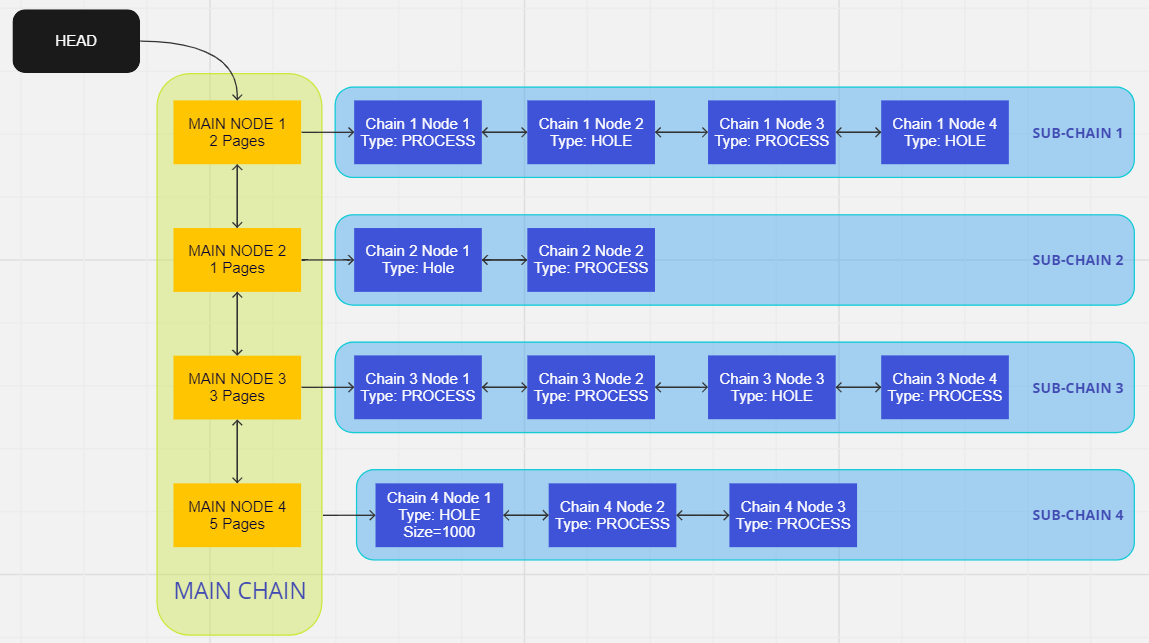 HEAD
MAIN NODE 1
2 Pages
Chain 1 Node 1
Type: PROCESS
Chain 1 Node 2
Type: HOLE
Chain 1 Node 3
Type: PROCESS
Chain 1 Node 4
Type: HOLE
SUB-CHAIN 1
MAIN NODE 2
1 Pages
Chain 2 Node 1
Type: Hole
Chain 2 Node 2
Type: PROCESS
SUB-CHAIN 2
MAIN NODE 3
3 Pages
Chain 3 Node 1
Type: PROCESS
Chain 3 Node 2
Type: PROCESS
Chain 3 Node 3
Type: HOLE
Chain 3 Node 4
Type: PROCESS
SUB-CHAIN 3
MAIN NODE 4
5 Pages
Chain 4 Node 1
Type: HOLE
Size=1000
Chain 4 Node 2
Type: PROCESS
Chain 4 Node 3
Type: PROCESS
SUB-CHAIN 4
MAIN CHAIN